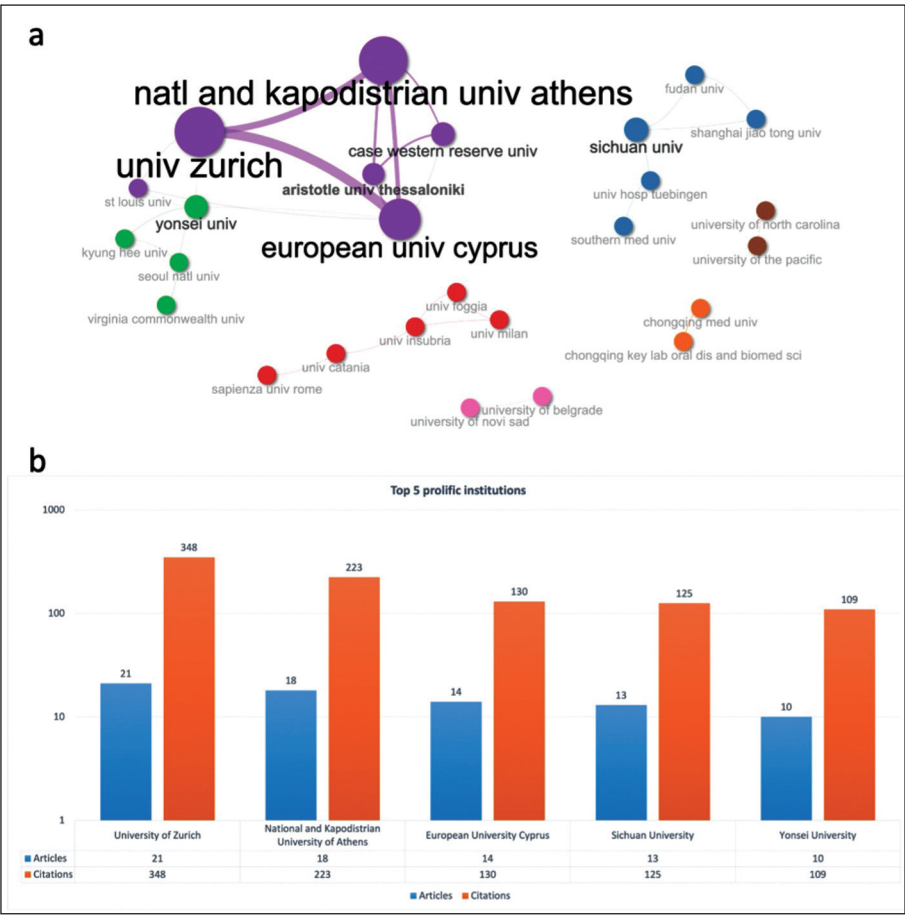 a
natl and kapodistrian univ athens
fudan univ
shanghai jiao tong univ
sichuan univ
case western reserve univ
univ zurich
aristotle univ thessaloniki
st louis univ
univ hosp tuebingen
yonsei univ
university of north carolina
southern med univ
european univ cyprus
kyung hee univ
university of the pacific
seoul natl univ
univ foggia
virginia commonwealth univ
chongqing med univ
univ milan
univ insubria
chongqing key lab oral dis and biomed sci
univ catania
sapienza univ rome
university of belgrade
university of novi sad
b
Top 5 prolific institutions
1000
348
223
130
125
109
100
21
18
14
13
10
10
1
University of Zurich
National and Kapodistrian
University of Athens
European University Cyprus
Sichuan University
Yonsei University
Articles 21 18 14 13 10
Citations 348 223 130 125 109
Articles Citations